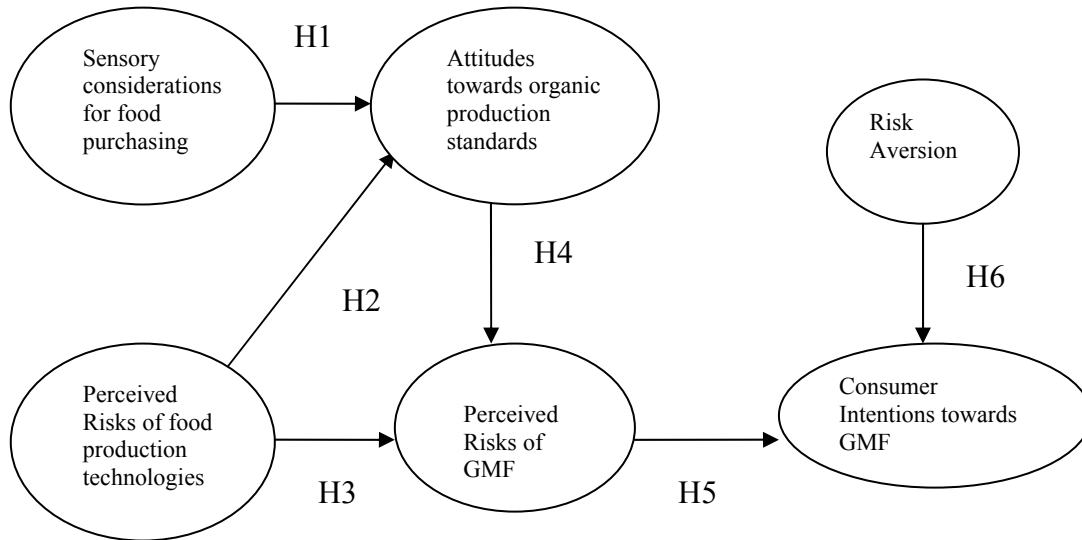 H1
Sensory
considerations
for food
purchasing
Attitudes
towards organic
production
standards
Risk
Aversion
H4
H2
H6
Perceived
Risks of food
production
technologies
Perceived
Risks of
GMF
Consumer
Intentions towards
GMF
H3
H5